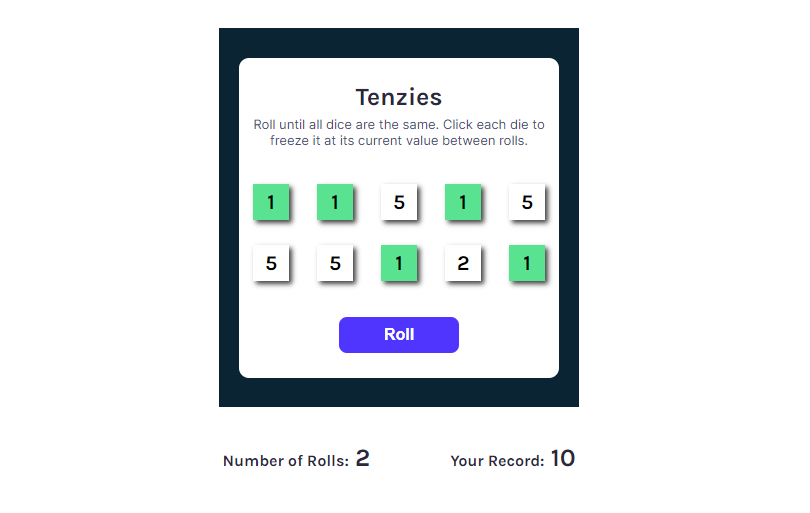 Tenzies
Roll until all dice are the same. Click each die to
freeze it at its current value between rolls.
1 1 5 1 5
5 5 1 2 1
Roll
Number of Rolls: 2 Your Record: 10